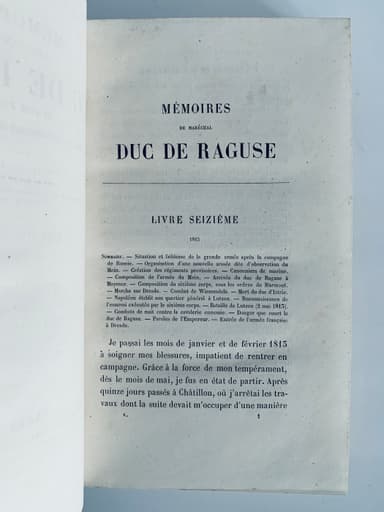 MÉMOIRES
DE MARÉCHAL
DUC DE RAGUSE
LIVRE SEIZIÈME
1813
SOMMAIRE. — Situation et faiblesse de la grande armée après la campagne
de Russie. — Organisation d'une nouvelle armée dite d'observation du
Mein. — Création des régiments provisoires. — Canonniers de marine.
— Composition de l'armée du Mein. — Arrivée du duc de Raguse à
Mayence. — Composition du sixième corps, sous les ordres de Marmont.
— Marche sur Dresde. — Combat de Weissenfels. — Mort du duc d'Istrie.
— Napoléon établit son quartier général à Lutzen. — Reconnaissances de
l'ennemi exécutées par le sixième corps. — Bataille de Lutzen (2 mai 1813).
— Combats de nuit contre la cavalerie ennemie. — Danger que court le
duc de Raguse. — Paroles de l'Empereur. — Entrée de l'armée française
à Dresde.
Je passai les mois de janvier et de février 1813
à soigner mes blessures, impatient de rentrer en
campagne. Grâce à la force de mon tempérament,
dès le mois de mai, je fus en état de partir. Après
quinze jours passés à Châtillon, où j'arrêtai les tra-
vaux dont la suite devait m'occuper d'une manière
1